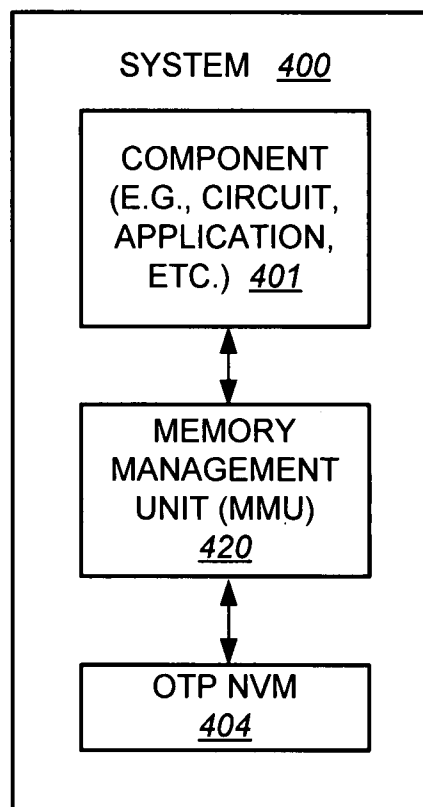 SYSTEM 400
COMPONENT
(E.G., CIRCUIT,
APPLICATION,
ETC.) 401
MEMORY
MANAGEMENT
UNIT (MMU)
420
OTP NVM
404